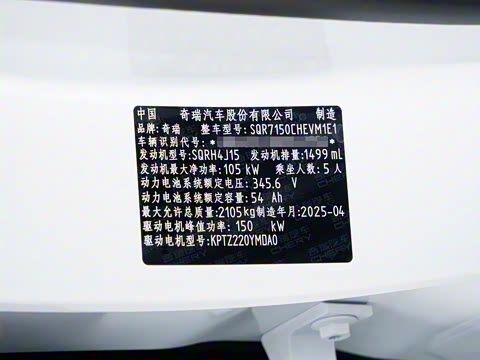 中国 奇瑞汽车股份有限公司 制造
品牌:奇瑞 整车型号:SQR7150CHEVM1E1
车辆识别代号:*
发动机型号:SQRH4J15 发动机排量:1499 mL
发动机最大净功率:105 kW 乘坐人数:5 人
动力电池系统额定电压:345.6 V
动力电池系统额定容量:54 Ah
最大允许总质量:2105kg制造年月:2025-04
驱动电机峰值功率:150 kW
驱动电机型号:KPTZ220YMDA0